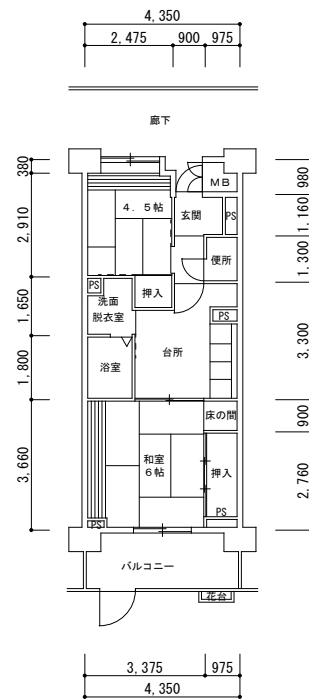 4,350
2,475 900 975
廊下
380
2,910
1,650
1,800
3,660
980
1,160
1,300
3,300
900
2,760
MB
4.5帖
玄関
PS
便所
PS
洗面
脱衣室
押入
PS
浴室
台所
床の間
和室
6帖
押入
PS
PS
バルコニー
花台
3,375 975
4,350